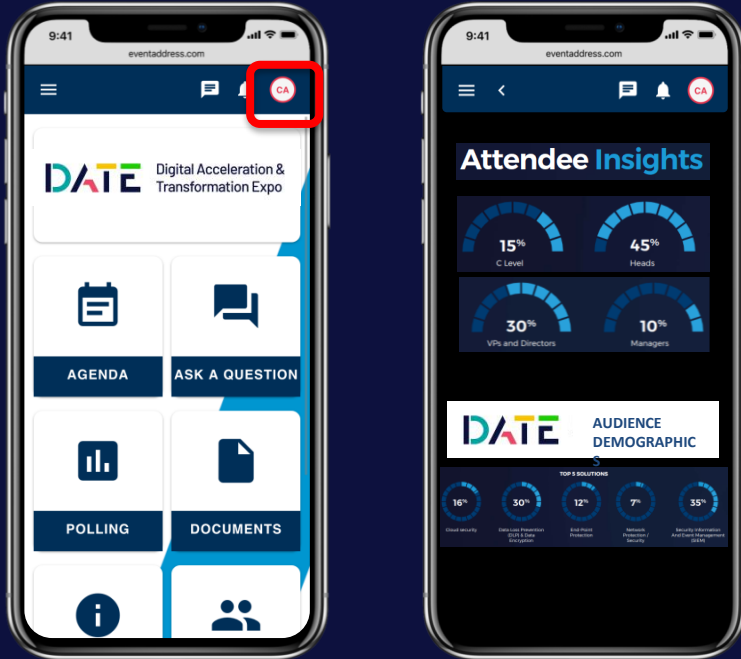 9:41
eventaddress.com
CA
DATE
Digital Acceleration &
Transformation Expo
AGENDA
ASK A QUESTION
POLLING
DOCUMENTS
i
9:41
eventaddress.com
CA
Attendee Insights
15%
C Level
45%
Heads
30%
VPs and Directors
10%
Managers
DATE
AUDIENCE
DEMOGRAPHIC
S
TOP 5 SOLUTIONS
16%
Cloud security
30%
Data Loss Prevention
(DLP) & Data
Encryption
12%
End-Point
Protection
7%
Network
Protection /
Security
35%
Security Information
And Event Management
(SIEM)